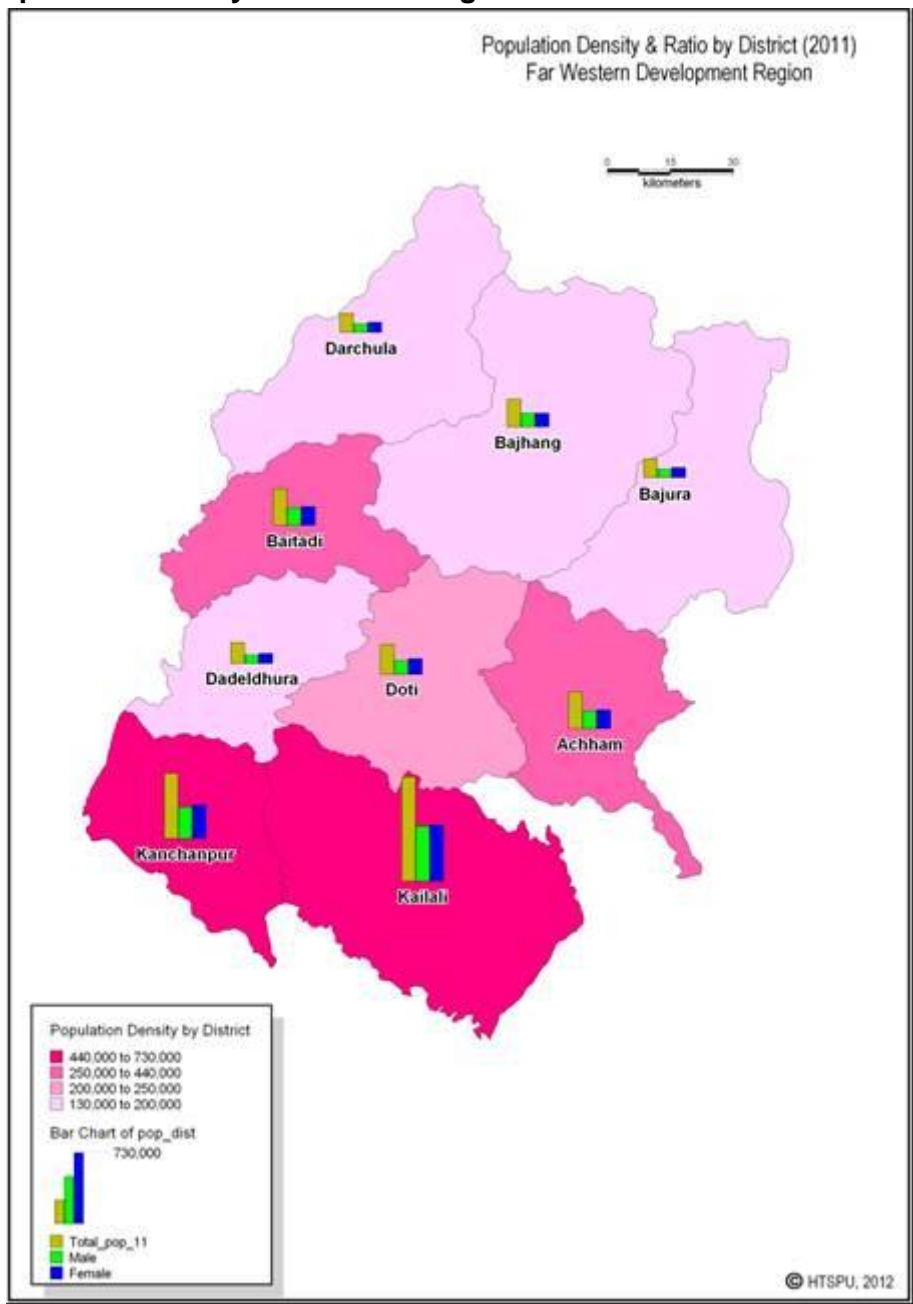 Population Density & Ratio by District (2011)
Far Western Development Region
0 15 30
kilometers
Darchula
Bajhang
Bajura
Baitadi
Dadeldhura
Doti
Achham
Kanchanpur
Kailali
Population Density by District
440,000 to 730,000
250,000 to 440,000
200,000 to 250,000
130,000 to 200,000
Bar Chart of pop_dist
730,000
Total_pop_11
Male
Female
© HTSPU, 2012